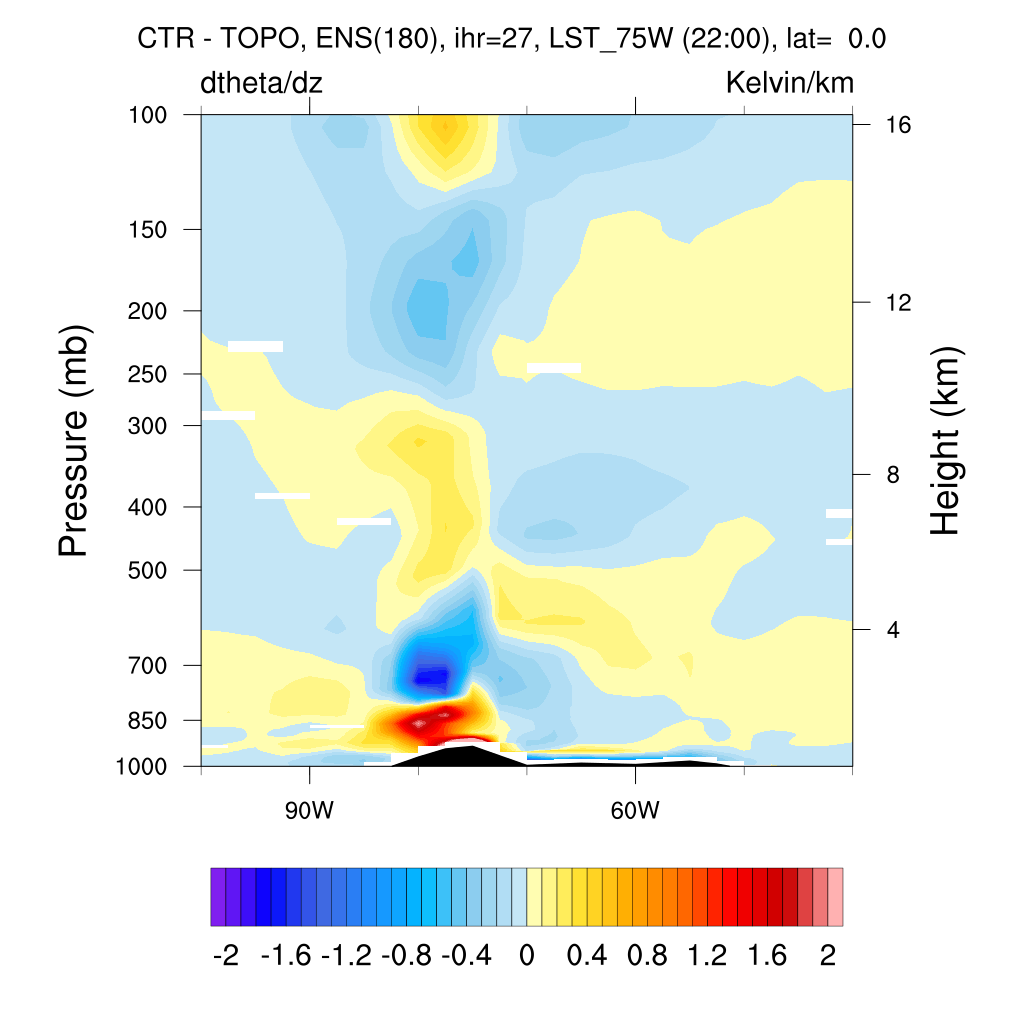 CTR - TOPO, ENS(180), ihr=27, LST_75W (22:00), lat=  0.0
dtheta/dz Kelvin/km
100
150
200
250
300
400
500
700
850
1000
Pressure (mb)
16
12
8
4
Height (km)
90W 60W
-2 -1.6 -1.2 -0.8 -0.4 0 0.4 0.8 1.2 1.6 2